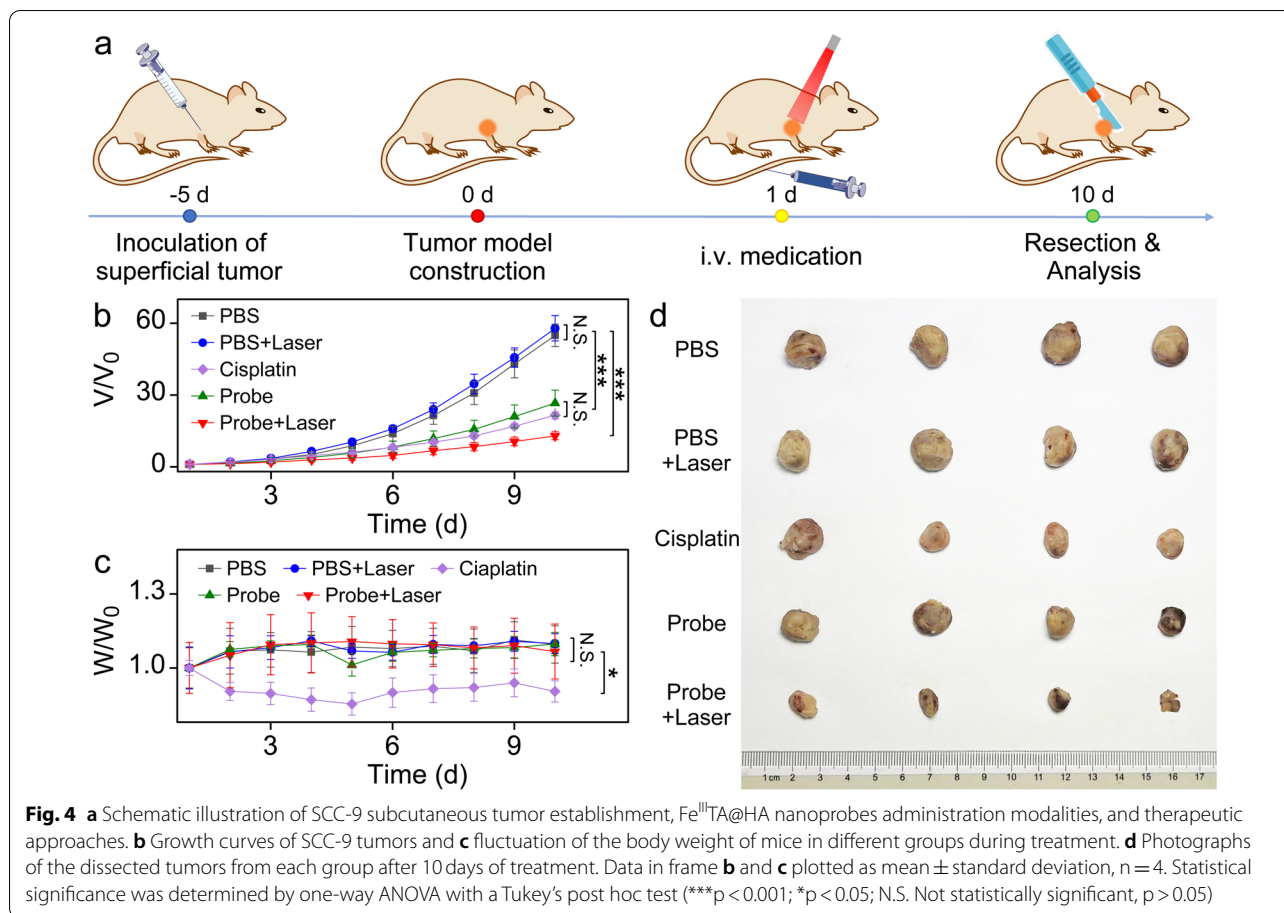 a
-5 d
0 d
1 d
10 d
Inoculation of
superficial tumor
Tumor model
construction
i.v. medication
Resection &
Analysis
b
60
30
0
V/V₀
PBS
PBS+Laser
Cisplatin
Probe
Probe+Laser
N.S.
N.S.
***
***
3
6
9
Time (d)
c
1.3
1.0
W/W₀
PBS
PBS+Laser
Ciaplatin
Probe
Probe+Laser
N.S.
*
3
6
9
Time (d)
d
PBS
PBS
+Laser
Cisplatin
Probe
Probe
+Laser
1 cm 2 3 4 5 6 7 8 9 10 11 12 13 14 15 16 17
Fig. 4 a Schematic illustration of SCC-9 subcutaneous tumor establishment, FeᴵᴵᴵTA@HA nanoprobes administration modalities, and therapeutic
approaches. b Growth curves of SCC-9 tumors and c fluctuation of the body weight of mice in different groups during treatment. d Photographs
of the dissected tumors from each group after 10 days of treatment. Data in frame b and c plotted as mean ± standard deviation, n = 4. Statistical
significance was determined by one-way ANOVA with a Tukey's post hoc test (***p < 0.001; *p < 0.05; N.S. Not statistically significant, p > 0.05)